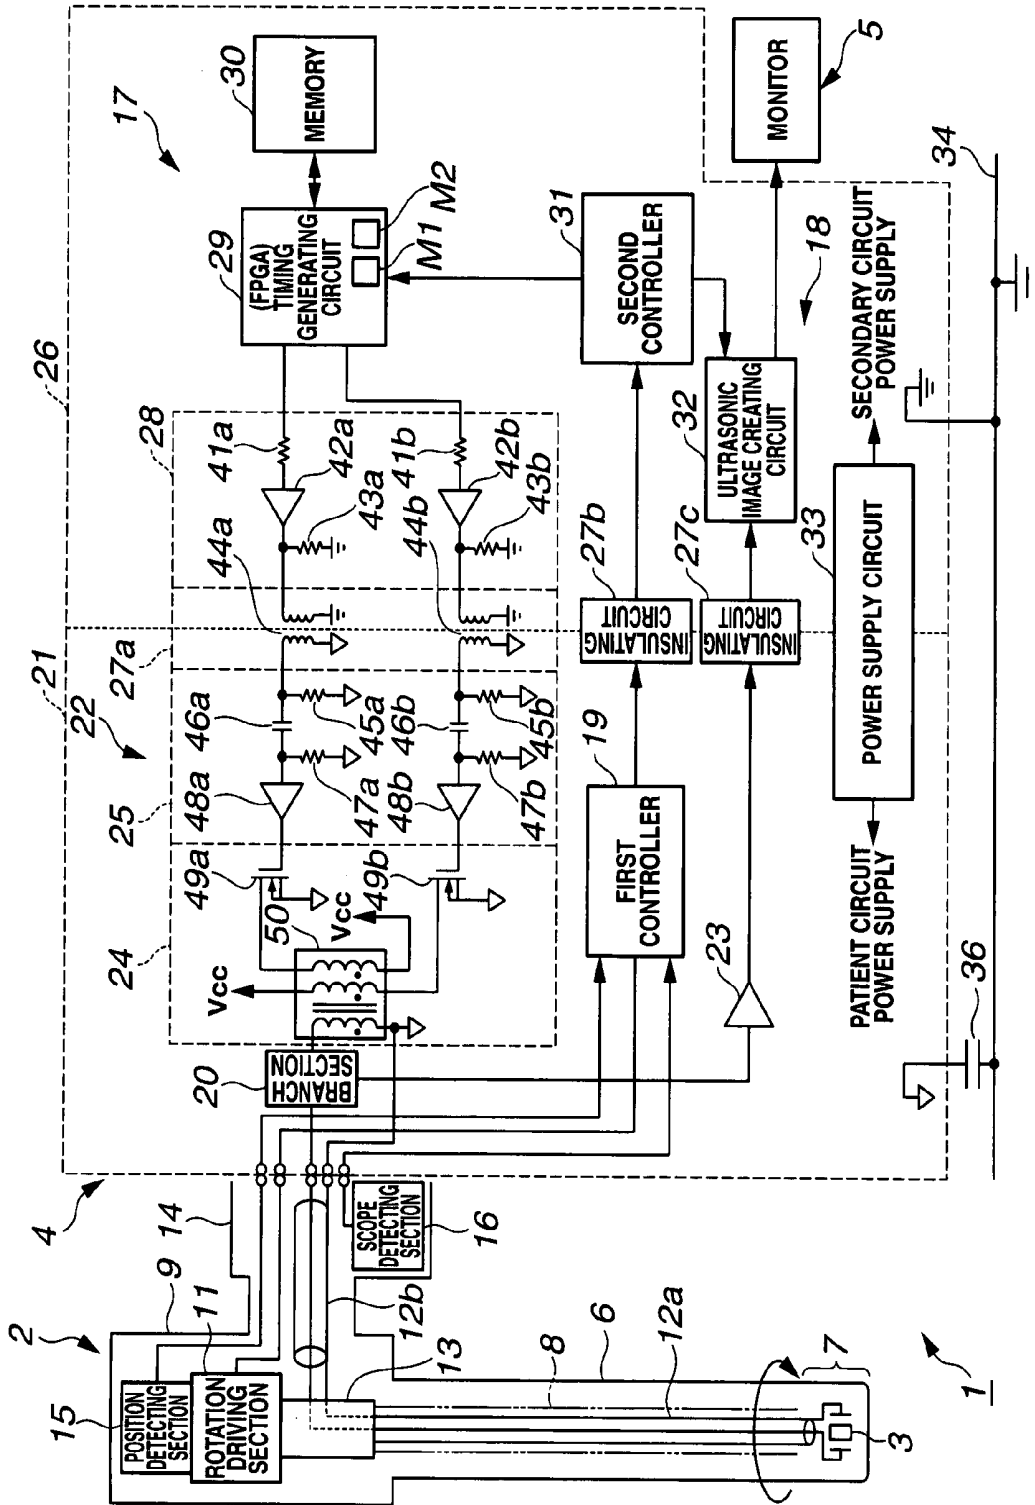 30
MEMORY
17
5
MONITOR
29
(FPGA)
TIMING
GENERATING
CIRCUIT
M1
M2
31
SECOND
CONTROLLER
34
18
SECONDARY CIRCUIT
POWER SUPPLY
26
28
41a
42a
43a
44a
41b
42b
43b
44b
32
ULTRASONIC
IMAGE CREATING
CIRCUIT
27b
INSULATING
CIRCUIT
27c
INSULATING
CIRCUIT
33
POWER SUPPLY CIRCUIT
21
27a
22
25
46a
45a
48a
47a
46b
45b
48b
47b
19
FIRST
CONTROLLER
24
49a
49b
50
Vcc
Vcc
23
PATIENT CIRCUIT
POWER SUPPLY
36
20
BRANCH
SECTION
4
14
9
16
SCOPE
DETECTING
SECTION
2
11
15
POSITION
DETECTING
SECTION
ROTATION
DRIVING
SECTION
12b
13
8
6
12a
7
3
1